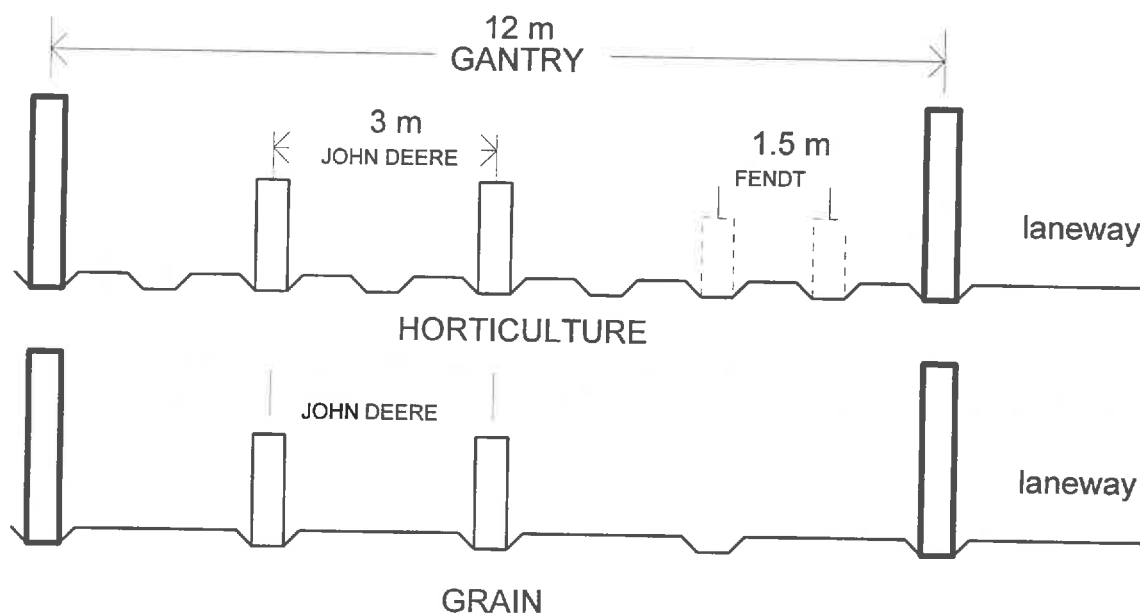 12 m
GANTRY
3 m
JOHN DEERE
1.5 m
FENDT
laneway
HORTICULTURE
JOHN DEERE
laneway
GRAIN